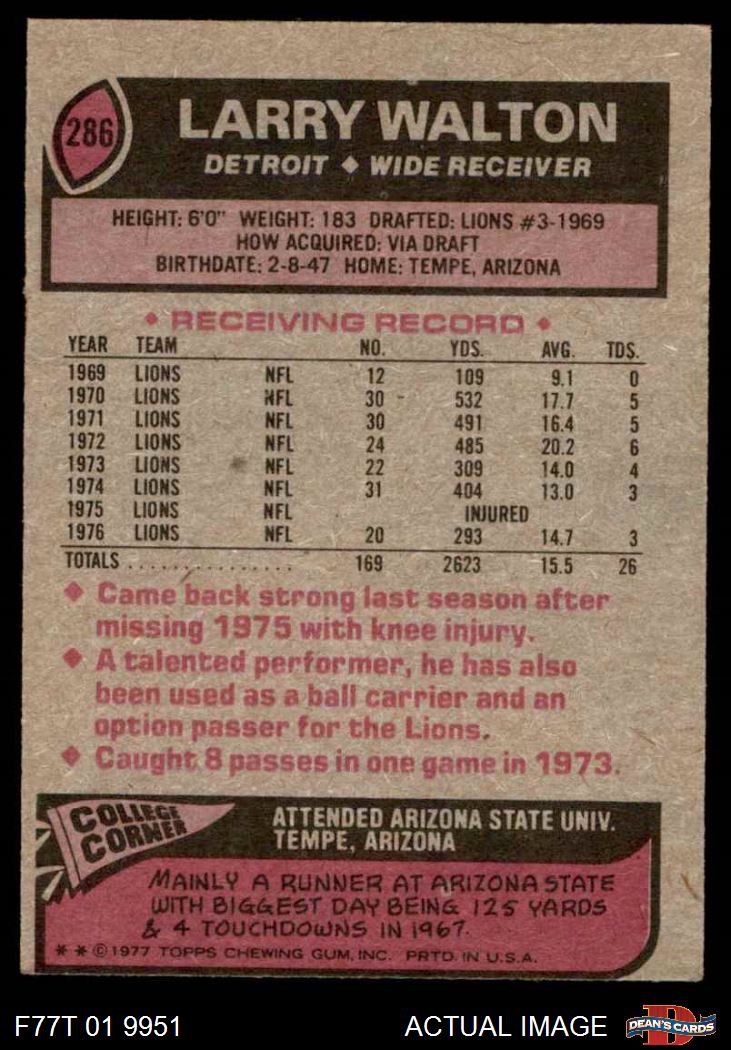 286
LARRY WALTON
DETROIT ♦ WIDE RECEIVER
HEIGHT: 6'0" WEIGHT: 183 DRAFTED: LIONS #3-1969
HOW ACQUIRED: VIA DRAFT
BIRTHDATE: 2-8-47 HOME: TEMPE, ARIZONA
♦ RECEIVING RECORD ♦
YEAR TEAM NO. YDS. AVG. TDS.
1969 LIONS NFL 12 109 9.1 0
1970 LIONS NFL 30 532 17.7 5
1971 LIONS NFL 30 491 16.4 5
1972 LIONS NFL 24 485 20.2 6
1973 LIONS NFL 22 309 14.0 4
1974 LIONS NFL 31 404 13.0 3
1975 LIONS NFL INJURED
1976 LIONS NFL 20 293 14.7 3
TOTALS . . . . . . . . . . . . . . . 169 2623 15.5 26
♦ Came back strong last season after
missing 1975 with knee injury.
♦ A talented performer, he has also
been used as a ball carrier and an
option passer for the Lions.
♦ Caught 8 passes in one game in 1973.
COLLEGE
CORNER
ATTENDED ARIZONA STATE UNIV.
TEMPE, ARIZONA
MAINLY A RUNNER AT ARIZONA STATE
WITH BIGGEST DAY BEING 125 YARDS
& 4 TOUCHDOWNS IN 1967.
* * © 1977 TOPPS CHEWING GUM, INC. PRTD. IN U.S.A.
F77T 01 9951
ACTUAL IMAGE
D
DEAN'S CARDS